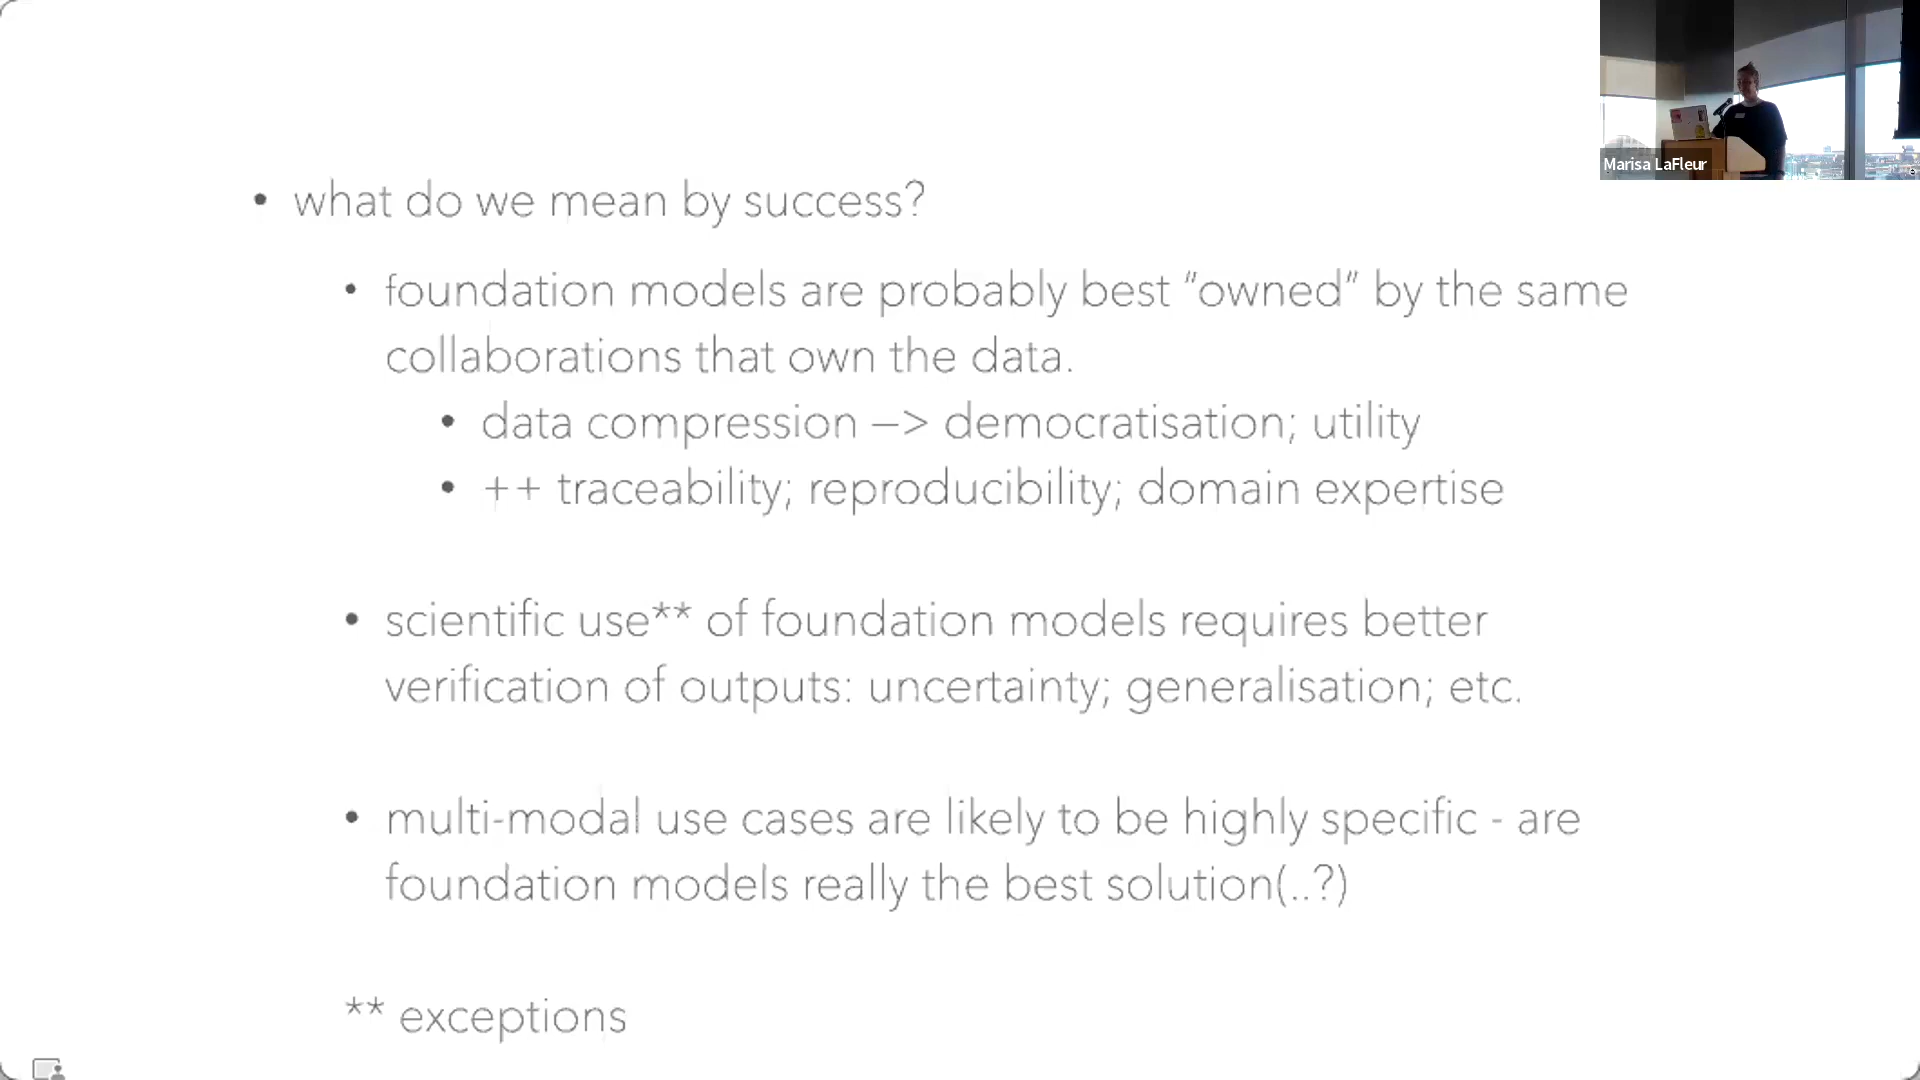 Marisa LaFleur
• what do we mean by success?
• foundation models are probably best “owned” by the same
collaborations that own the data.
• data compression —> democratisation; utility
• ++ traceability; reproducibility; domain expertise
• scientific use** of foundation models requires better
verification of outputs: uncertainty; generalisation; etc.
• multi-modal use cases are likely to be highly specific - are
foundation models really the best solution(..?)
** exceptions